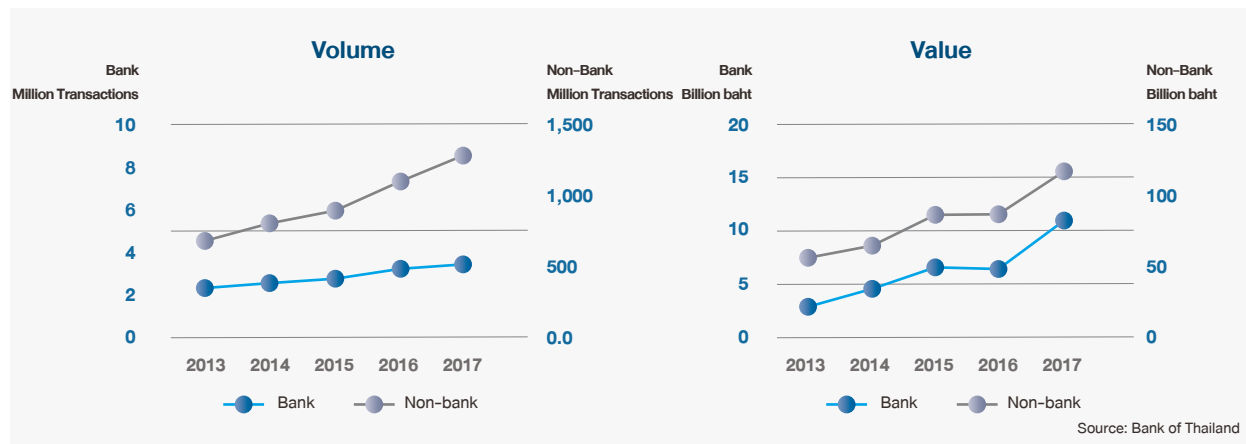 Volume
Bank
Million Transactions
Non-Bank
Million Transactions
10
8
6
4
2
0
1,500
1,000
500
0.0
2013 2014 2015 2016 2017
Bank Non-bank
Value
Bank
Billion baht
Non-Bank
Billion baht
20
15
10
5
0
150
100
50
0
2013 2014 2015 2016 2017
Bank Non-bank
Source: Bank of Thailand